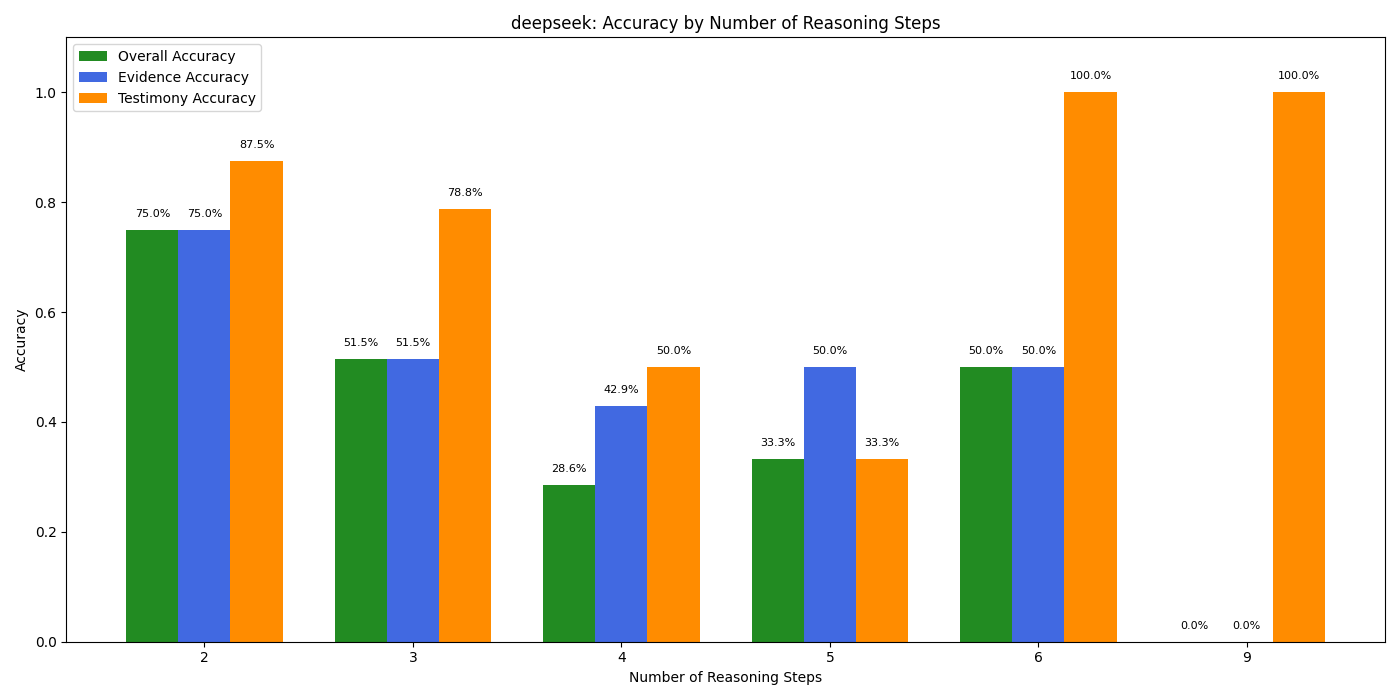 deepseek: Accuracy by Number of Reasoning Steps
Overall Accuracy
Evidence Accuracy
Testimony Accuracy
Accuracy
1.0
0.8
0.6
0.4
0.2
0.0
75.0% 75.0% 87.5%
51.5% 51.5% 78.8%
28.6% 42.9% 50.0%
33.3% 50.0% 33.3%
50.0% 50.0% 100.0%
0.0% 0.0% 100.0%
2 3 4 5 6 9
Number of Reasoning Steps